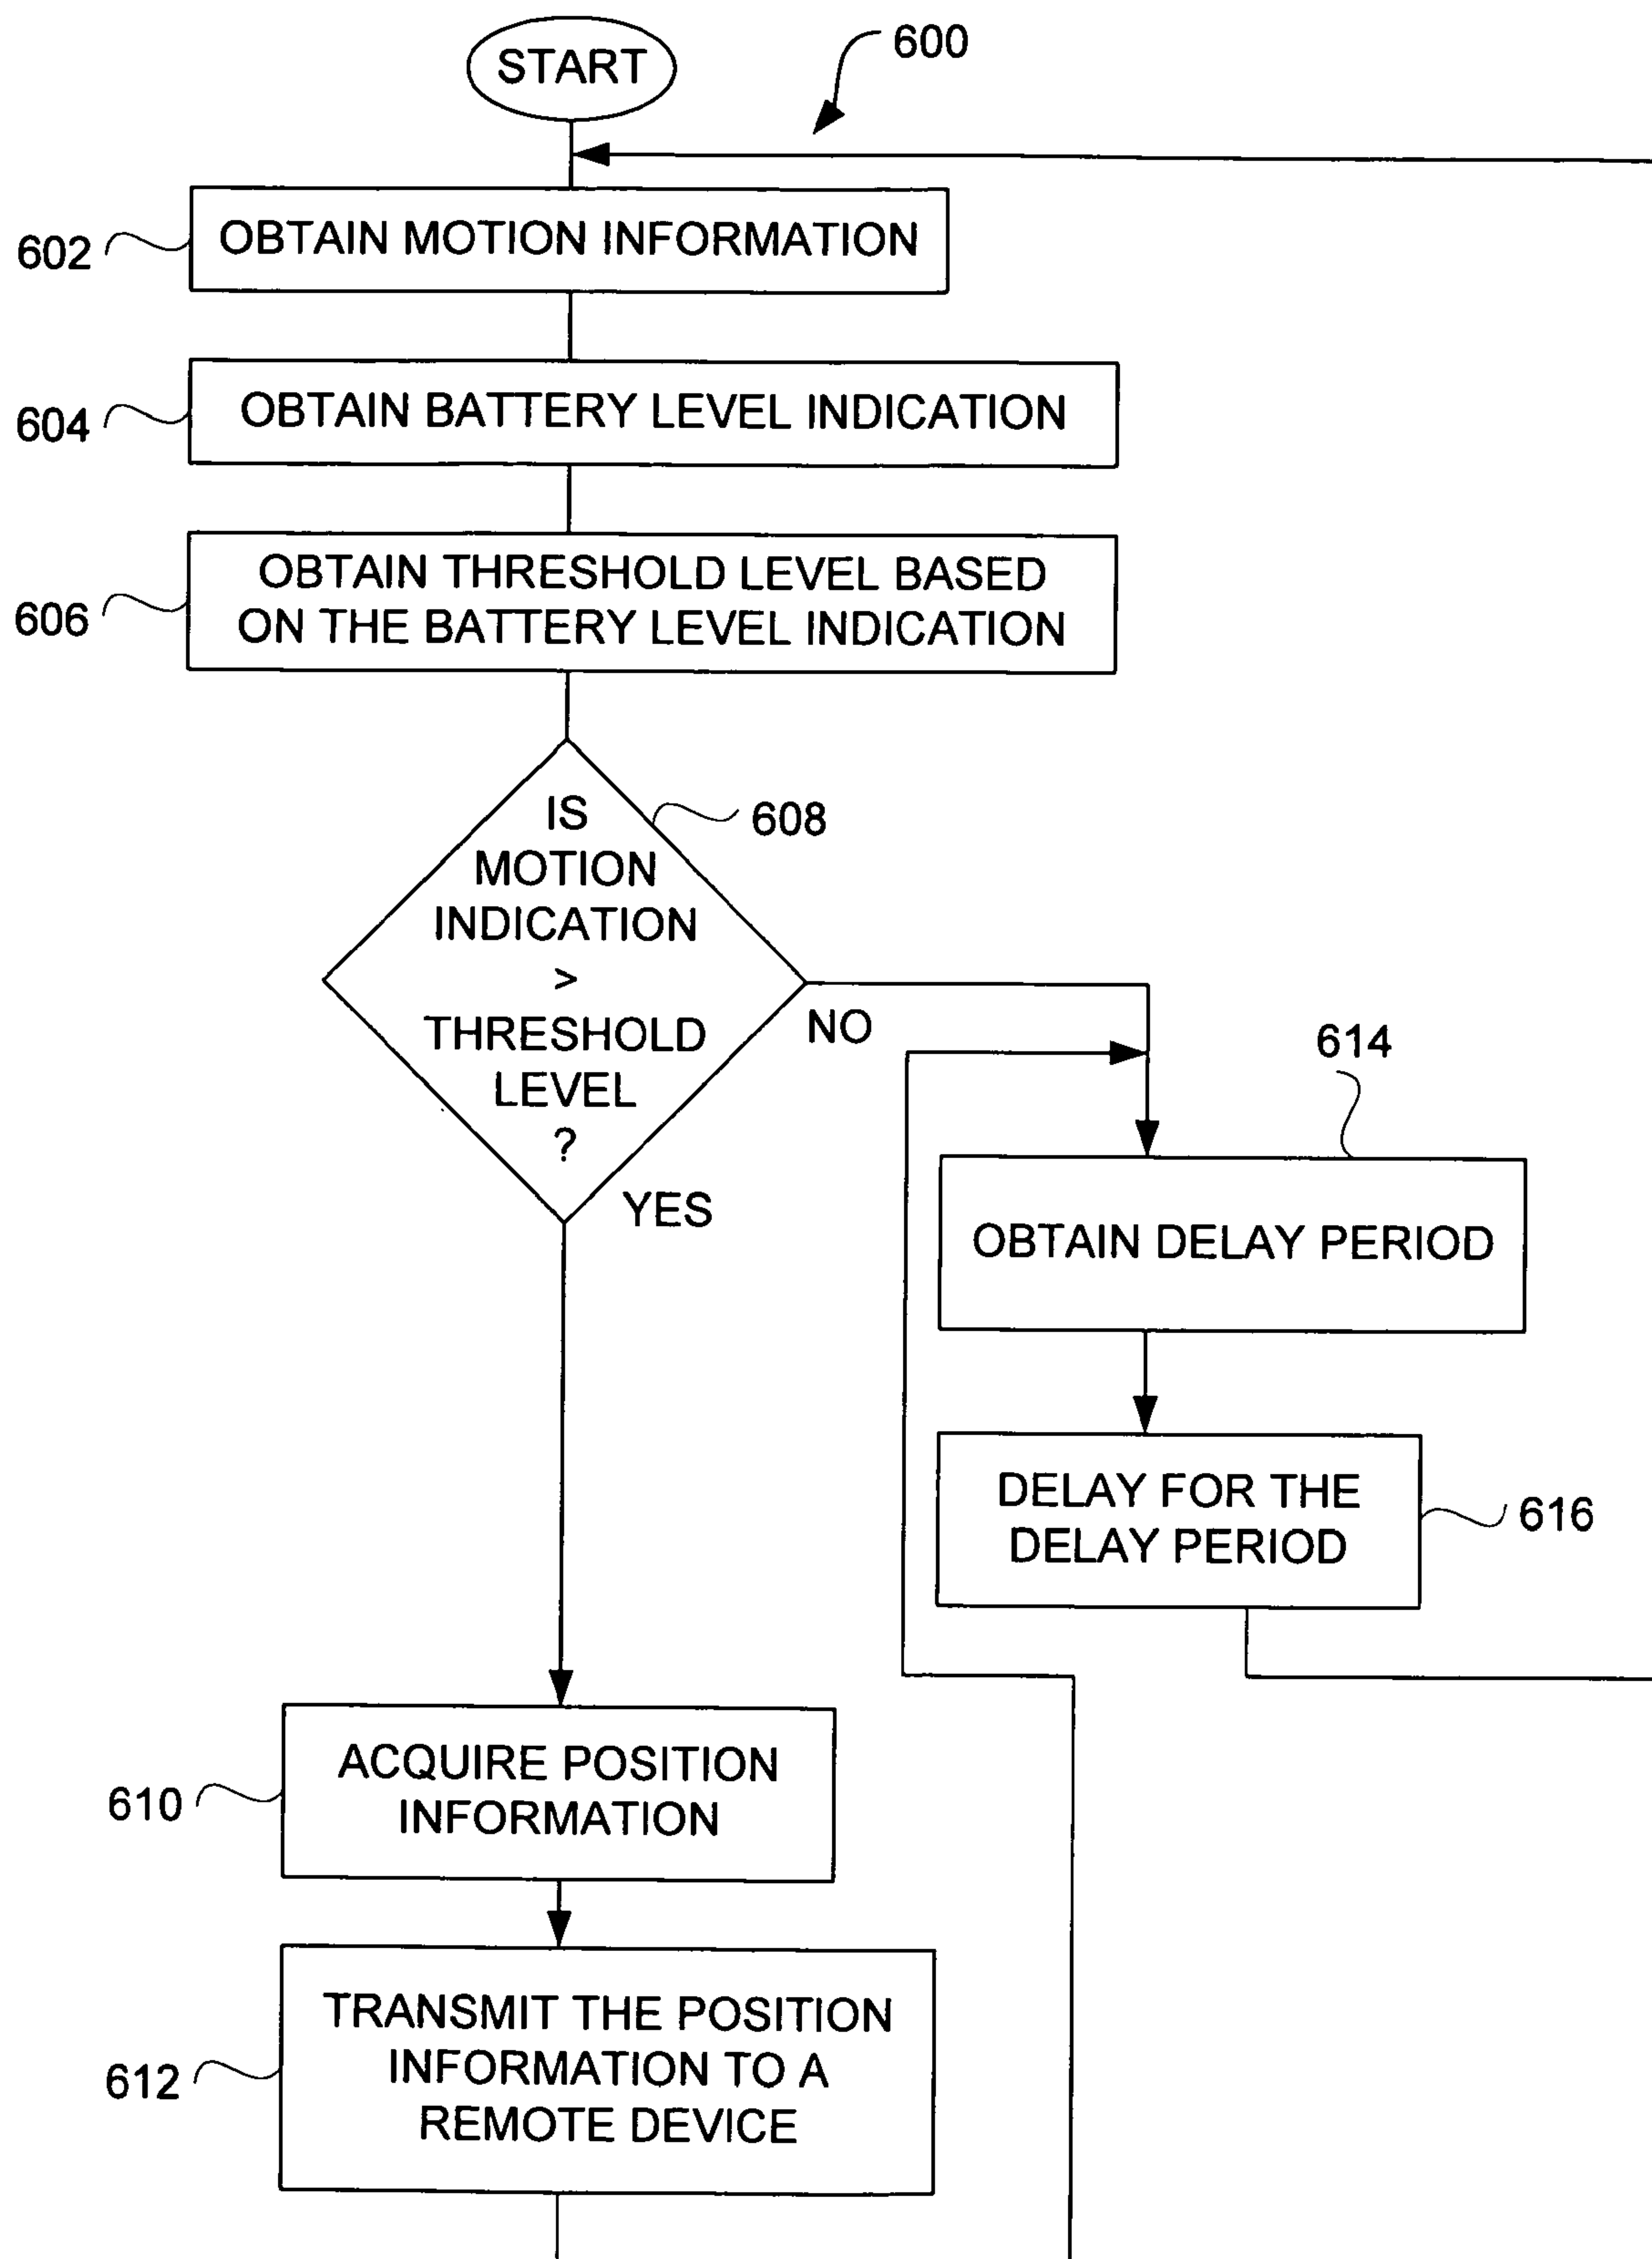 START
600
602
OBTAIN MOTION INFORMATION
604
OBTAIN BATTERY LEVEL INDICATION
606
OBTAIN THRESHOLD LEVEL BASED
ON THE BATTERY LEVEL INDICATION
608
IS
MOTION
INDICATION
>
THRESHOLD
LEVEL
?
NO
YES
614
OBTAIN DELAY PERIOD
DELAY FOR THE
DELAY PERIOD
616
610
ACQUIRE POSITION
INFORMATION
612
TRANSMIT THE POSITION
INFORMATION TO A
REMOTE DEVICE